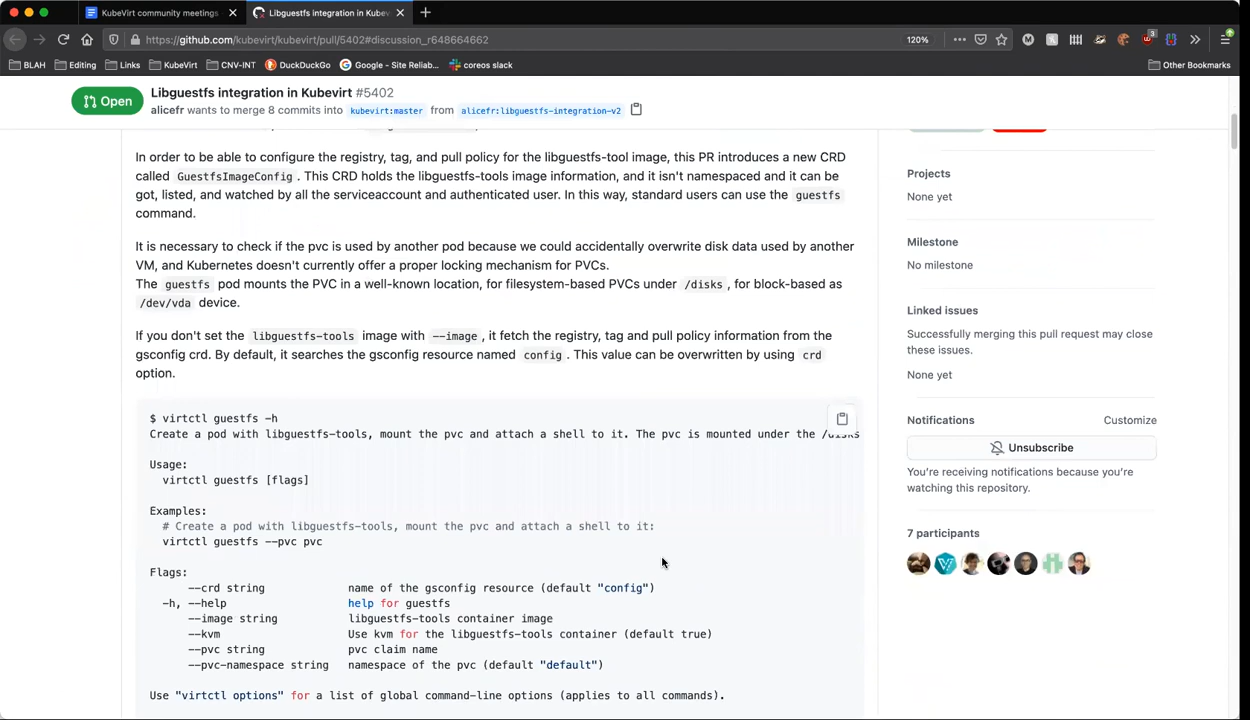 KubeVirt community meetings
Libguestfs integration in Kubev
https://github.com/kubevirt/kubevirt/pull/5402#discussion_r648664662
120%
3
BLAH
Editing
Links
KubeVirt
CNV-INT
DuckDuckGo
Google - Site Reliab...
coreos slack
Other Bookmarks
Open
Libguestfs integration in Kubevirt #5402
alicefr wants to merge 8 commits into kubevirt:master from alicefr:libguestfs-integration-v2
In order to be able to configure the registry, tag, and pull policy for the libguestfs-tool image, this PR introduces a new CRD
called GuestfsImageConfig . This CRD holds the libguestfs-tools image information, and it isn't namespaced and it can be
got, listed, and watched by all the serviceaccount and authenticated user. In this way, standard users can use the guestfs
command.
It is necessary to check if the pvc is used by another pod because we could accidentally overwrite disk data used by another
VM, and Kubernetes doesn't currently offer a proper locking mechanism for PVCs.
The guestfs pod mounts the PVC in a well-known location, for filesystem-based PVCs under /disks , for block-based as
/dev/vda device.
If you don't set the libguestfs-tools image with --image , it fetch the registry, tag and pull policy information from the
gsconfig crd. By default, it searches the gsconfig resource named config . This value can be overwritten by using crd
option.
$ virtctl guestfs -h
Create a pod with libguestfs-tools, mount the pvc and attach a shell to it. The pvc is mounted under the /disks
Usage:
virtctl guestfs [flags]
Examples:
# Create a pod with libguestfs-tools, mount the pvc and attach a shell to it:
virtctl guestfs --pvc pvc
Flags:
--crd string name of the gsconfig resource (default "config")
-h, --help help for guestfs
--image string libguestfs-tools container image
--kvm Use kvm for the libguestfs-tools container (default true)
--pvc string pvc claim name
--pvc-namespace string namespace of the pvc (default "default")
Use "virtctl options" for a list of global command-line options (applies to all commands).
Projects
None yet
Milestone
No milestone
Linked issues
Successfully merging this pull request may close
these issues.
None yet
Notifications
Customize
Unsubscribe
You're receiving notifications because you're
watching this repository.
7 participants